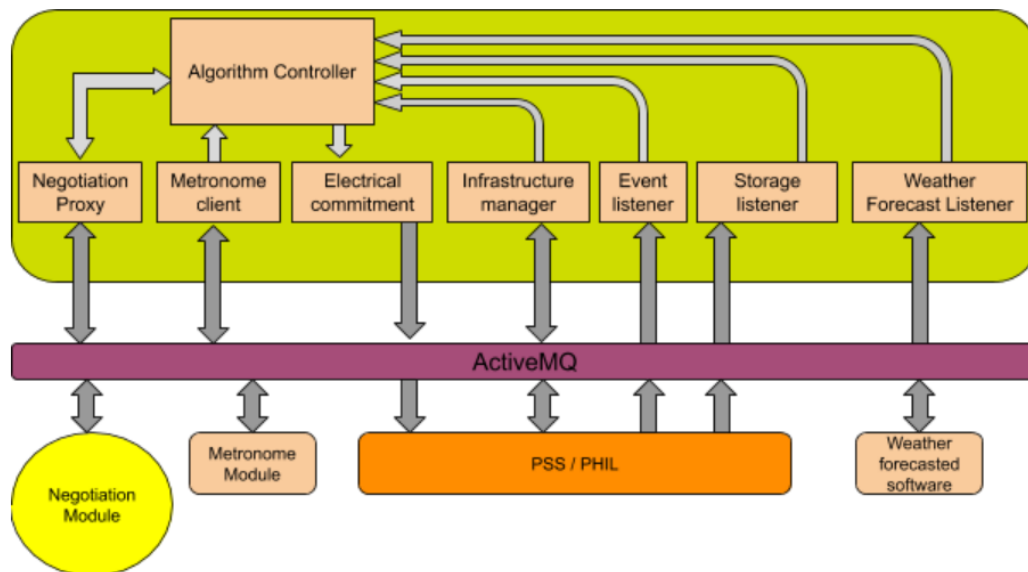 Algorithm Controller
Negotiation
Proxy
Metronome
client
Electrical
commitment
Infrastructure
manager
Event
listener
Storage
listener
Weather
Forecast Listener
ActiveMQ
Negotiation
Module
Metronome
Module
PSS / PHIL
Weather
forecasted
software